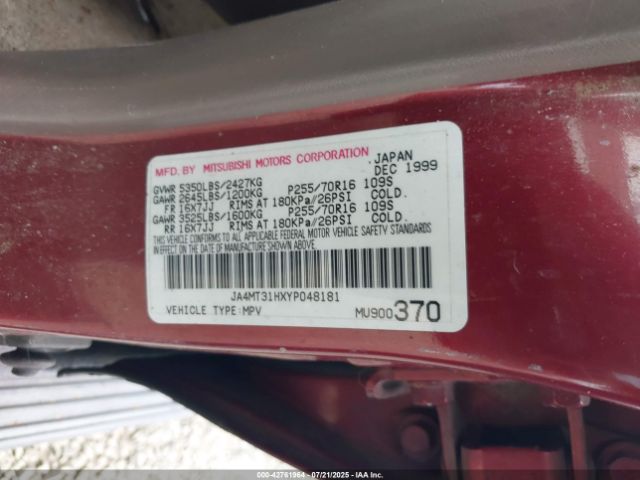 MFD. BY MITSUBISHI MOTORS CORPORATION JAPAN
DEC 1999
GVWR 5350LBS/2427KG
GAWR 2645LBS/1200KG P255/70R16 109S
FR 16X7JJ RIMS AT 180KPa/26PSI COLD.
GAWR 3525LBS/1600KG P255/70R16 109S
RR 16X7JJ RIMS AT 180KPa/26PSI COLD.
THIS VEHICLE CONFORMS TO ALL APPLICABLE FEDERAL MOTOR VEHICLE SAFETY STANDARDS
IN EFFECT ON THE DATE OF MANUFACTURE SHOWN ABOVE.
JA4MT31HXYP048181
VEHICLE TYPE:MPV MU900370
000-42761964 07/21/2025 IAA